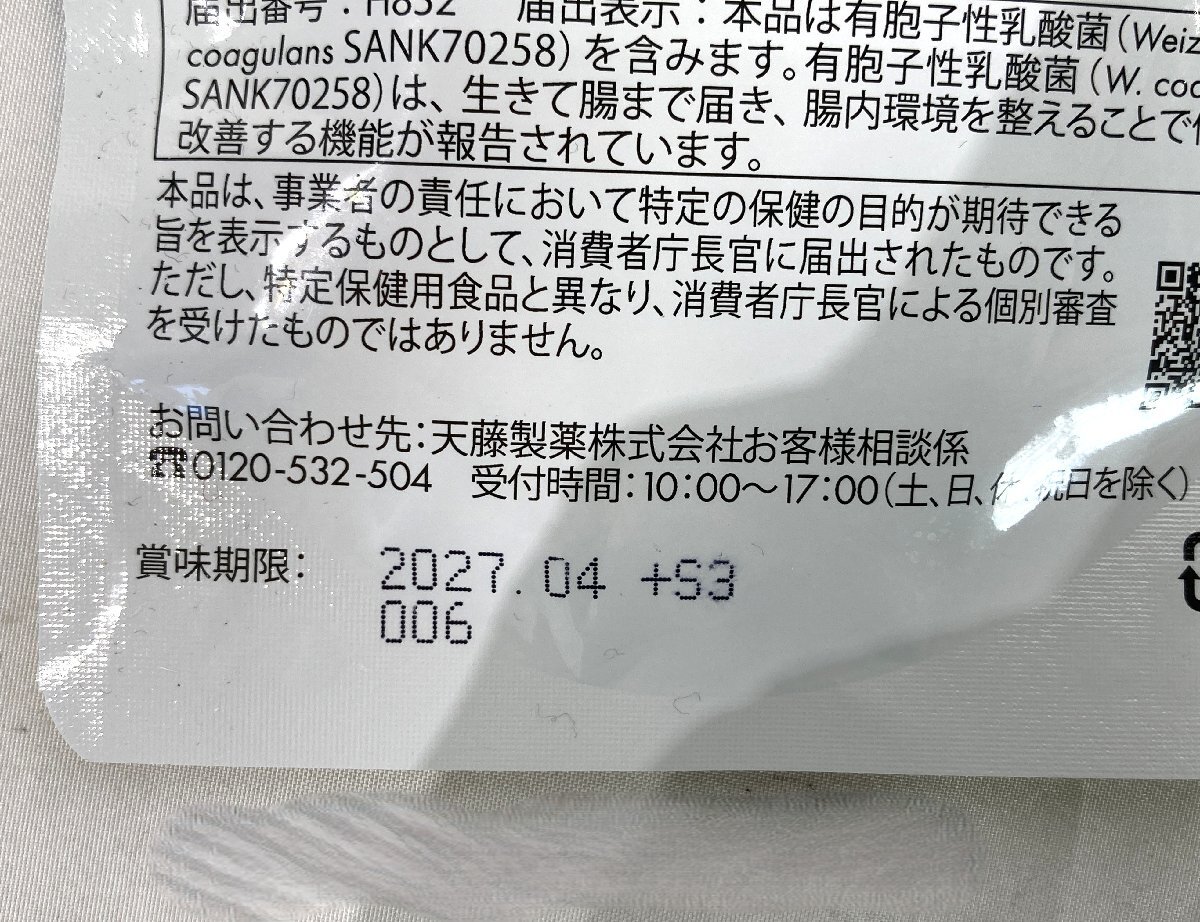 届出番号：H832　届出表示：本品は有胞子性乳酸菌（Weiz
coagulans SANK70258）を含みます。有胞子性乳酸菌（W. coa
SANK70258）は、生きて腸まで届き、腸内環境を整えることで
改善する機能が報告されています。
本品は、事業者の責任において特定の保健の目的が期待できる
旨を表示するものとして、消費者庁長官に届出されたものです。
ただし、特定保健用食品と異なり、消費者庁長官による個別審査
を受けたものではありません。
お問い合わせ先：天藤製薬株式会社お客様相談係
☎0120-532-504　受付時間：10：00〜17：00（土、日、休、祝日を除く）
賞味期限：　2027.04 +S3
006